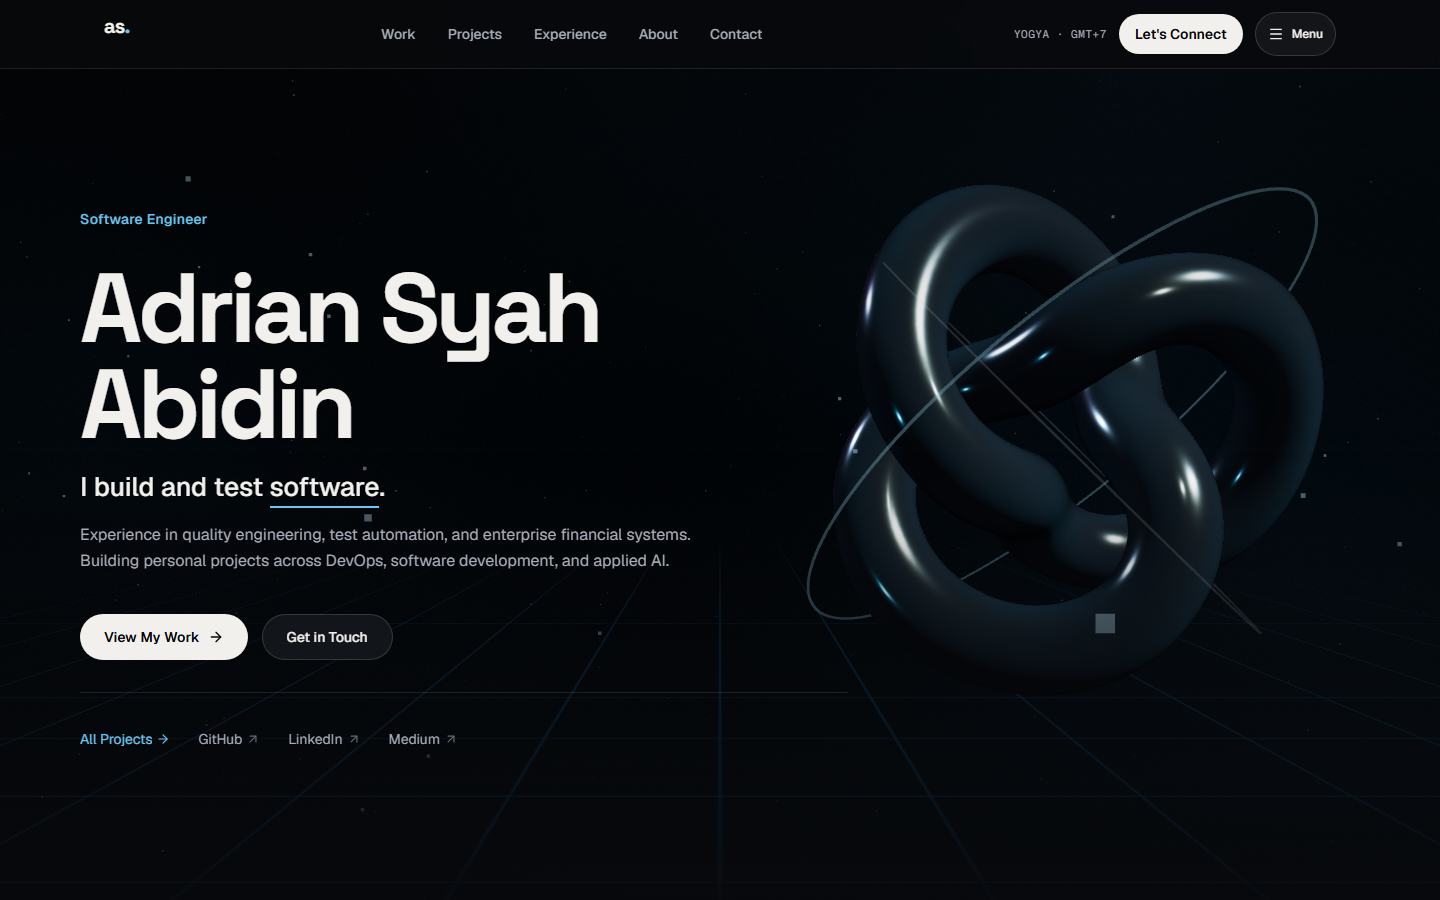 as.
Work Projects Experience About Contact
YOGYA · GMT+7
Let's Connect
Menu
Software Engineer
Adrian Syah
Abidin
I build and test software.
Experience in quality engineering, test automation, and enterprise financial systems.
Building personal projects across DevOps, software development, and applied AI.
View My Work →
Get in Touch
All Projects → GitHub ↗ LinkedIn ↗ Medium ↗